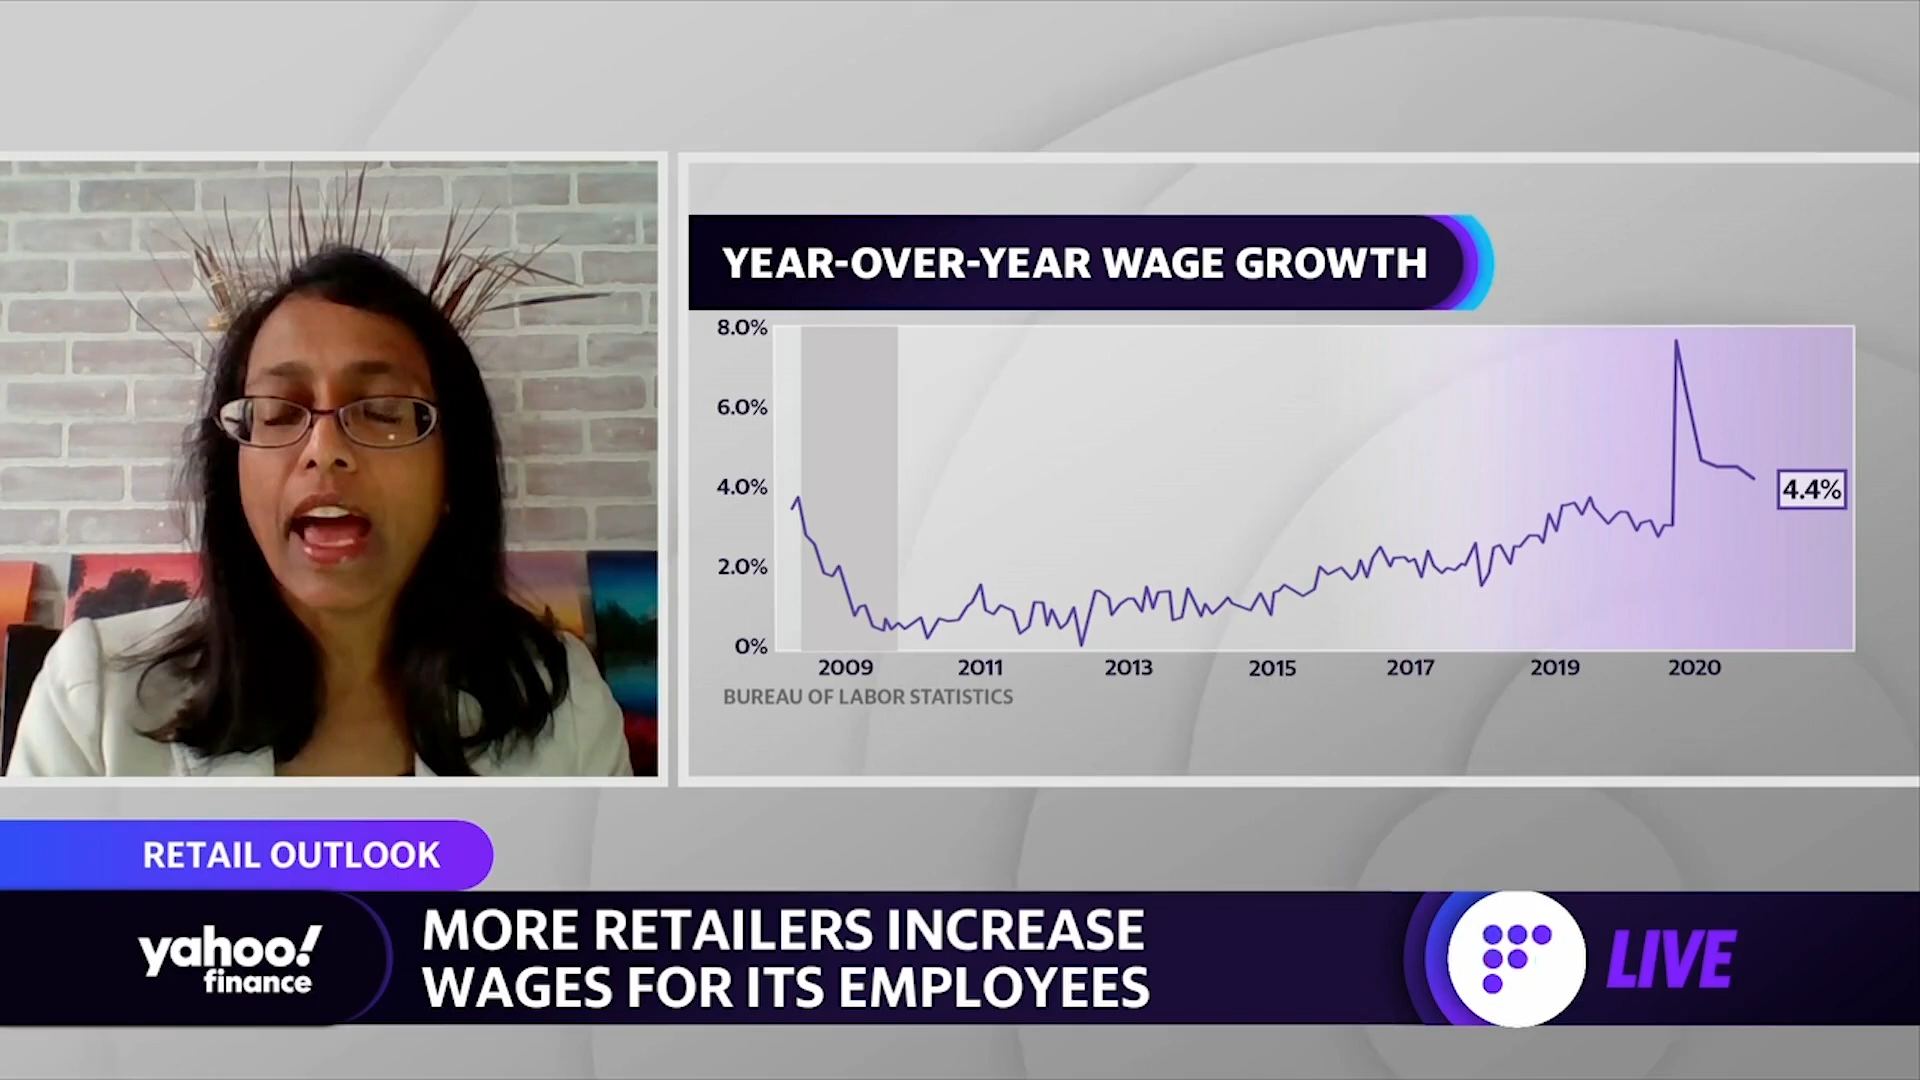 YEAR-OVER-YEAR WAGE GROWTH
8.0%
6.0%
4.0%
2.0%
0%
4.4%
2009 2011 2013 2015 2017 2019 2020
BUREAU OF LABOR STATISTICS
RETAIL OUTLOOK
yahoo!
finance
MORE RETAILERS INCREASE
WAGES FOR ITS EMPLOYEES
LIVE